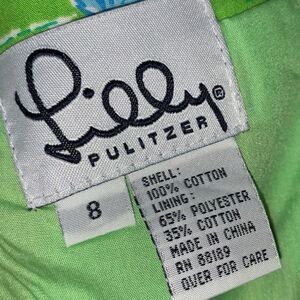 Lilly®
PULITZER
8
SHELL:
100% COTTON
LINING:
65% POLYESTER
35% COTTON
MADE IN CHINA
RN 88189
OVER FOR CARE